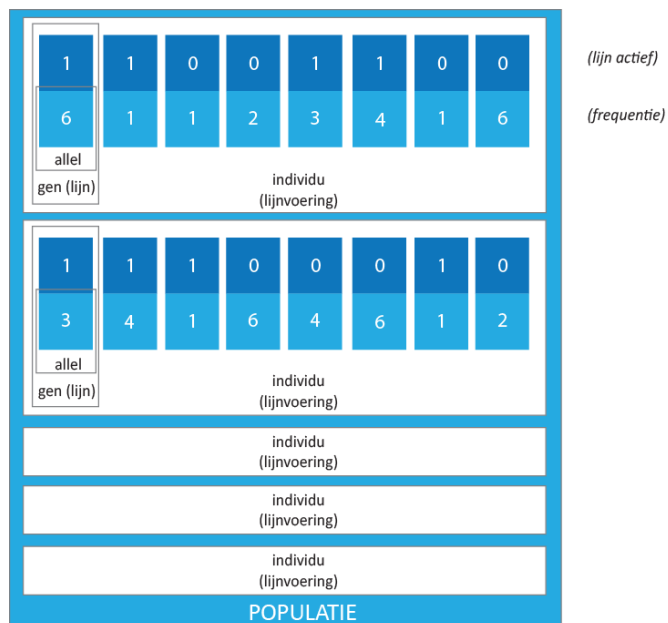 1 1 0 0 1 1 0 0 (lijn actief)
6 1 1 2 3 4 1 6 (frequentie)
allel
gen (lijn)
individu
(lijnvoering)
1 1 1 0 0 0 1 0
3 4 1 6 4 6 1 2
allel
individu
gen (lijn)
(lijnvoering)
individu
(lijnvoering)
individu
(lijnvoering)
individu
(lijnvoering)
POPULATIE